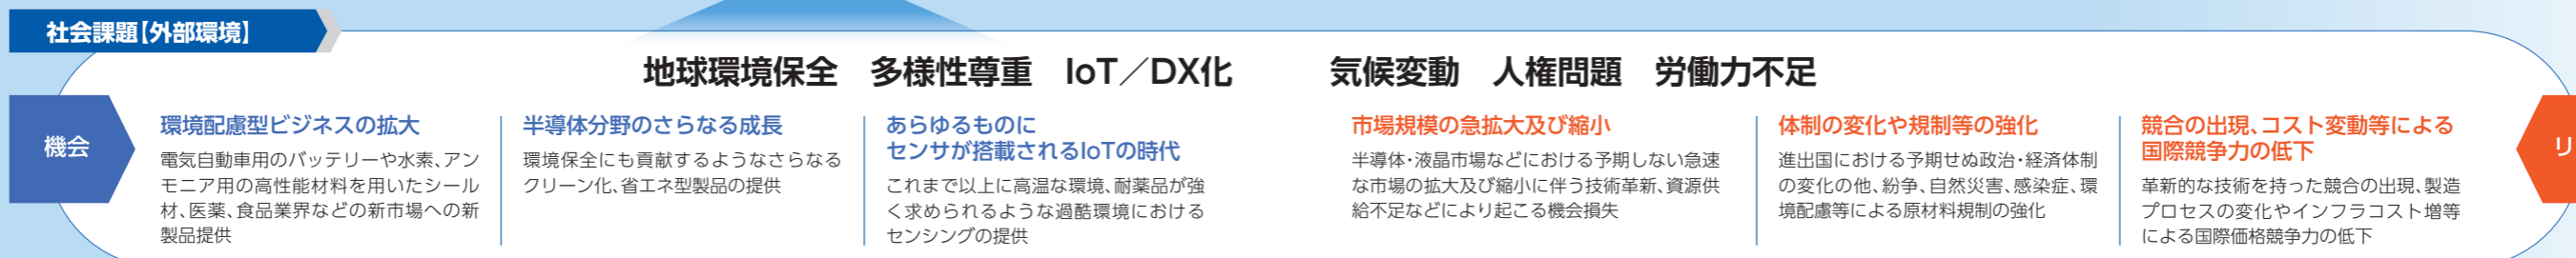 社会課題【外部環境】
地球環境保全　多様性尊重　IoT／DX化
気候変動　人権問題　労働力不足
機会
環境配慮型ビジネスの拡大
電気自動車用のバッテリーや水素、アン
モニア用の高性能材料を用いたシール
材、医薬、食品業界などの新市場への新
製品提供
半導体分野のさらなる成長
環境保全にも貢献するようなさらなる
クリーン化、省エネ型製品の提供
あらゆるものに
センサが搭載されるIoTの時代
これまで以上に高温な環境、耐薬品が強
く求められるような過酷環境における
センシングの提供
市場規模の急拡大及び縮小
半導体・液晶市場などにおける予期しない急速
な市場の拡大及び縮小に伴う技術革新、資源供
給不足などにより起こる機会損失
体制の変化や規制等の強化
進出国における予期せぬ政治・経済体制
の変化の他、紛争、自然災害、感染症、環
境配慮等による原材料規制の強化
競合の出現、コスト変動等による
国際競争力の低下
革新的な技術を持った競合の出現、製造
プロセスの変化やインフラコスト増等
による国際価格競争力の低下
リ